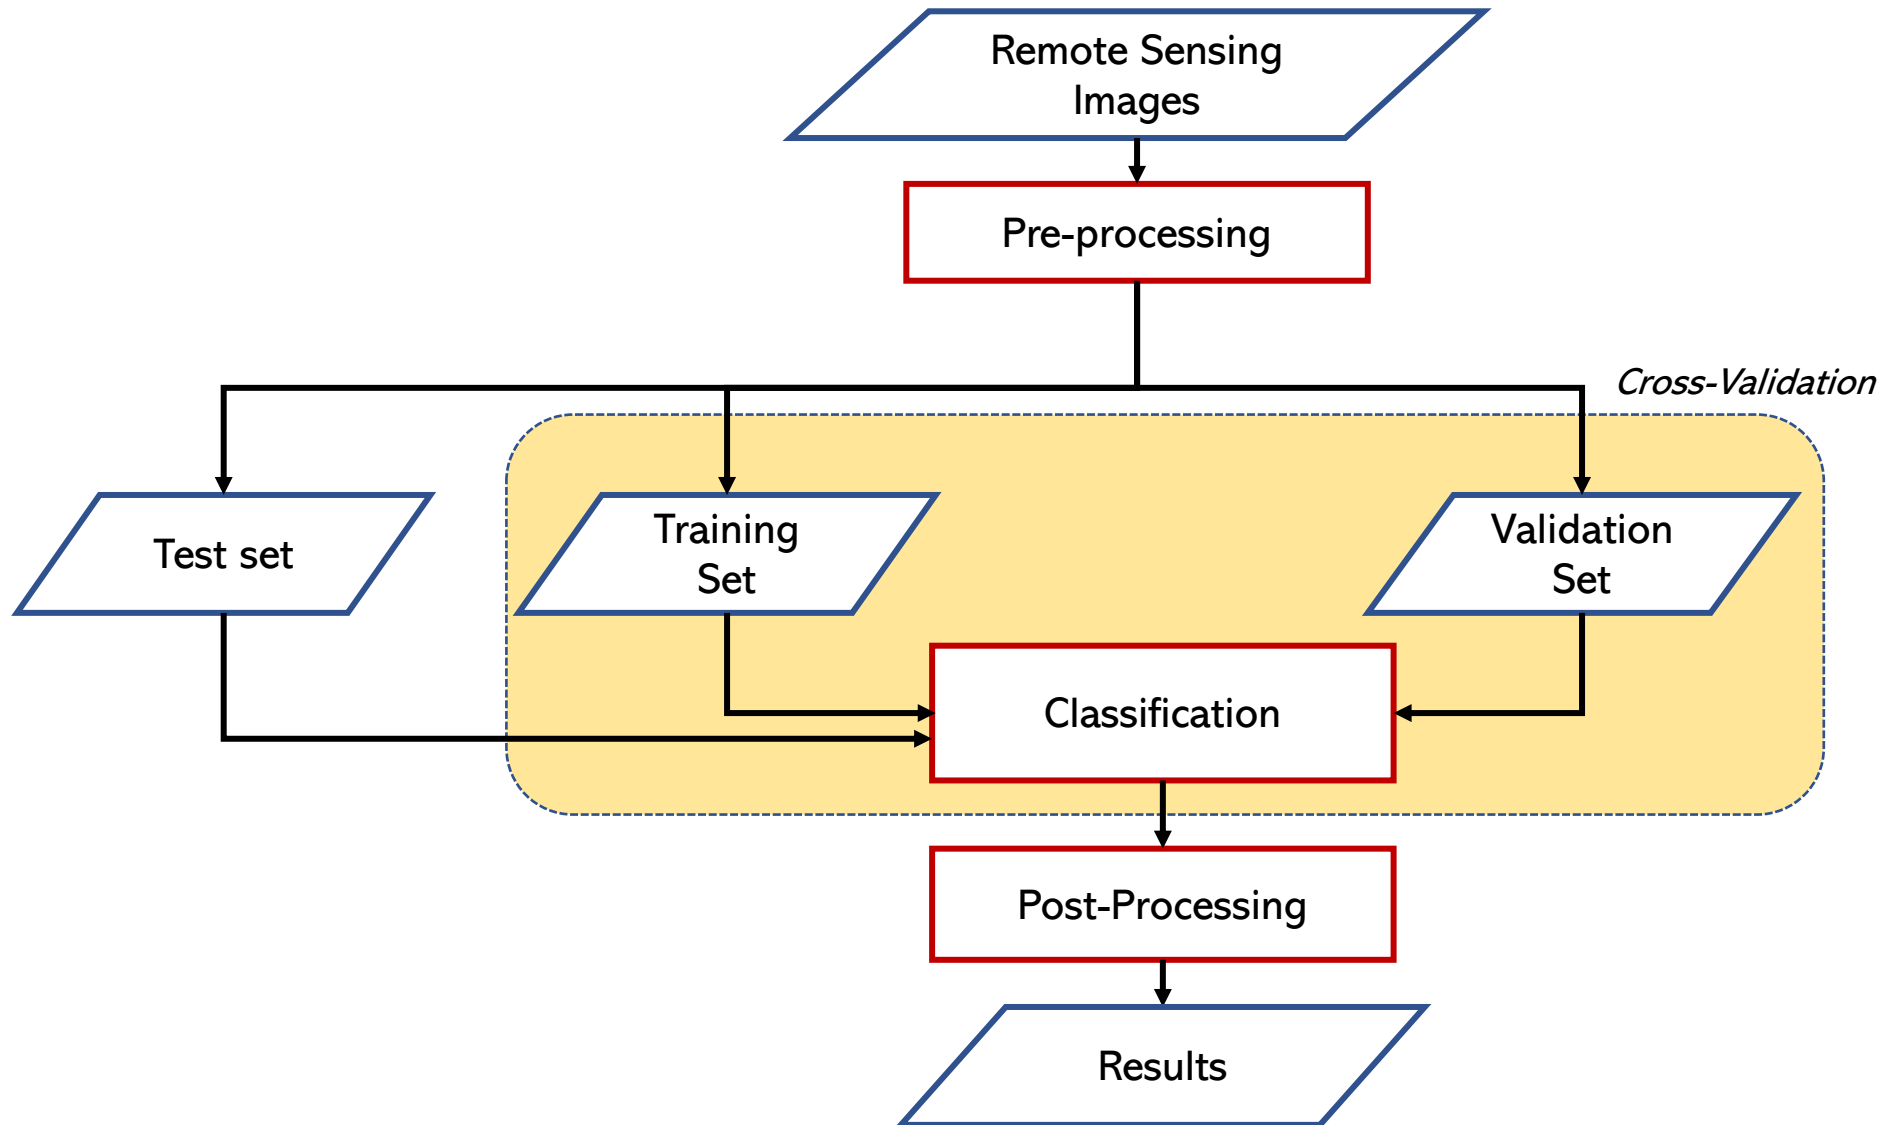 Remote Sensing
Images
Pre-processing
Cross-Validation
Test set
Training
Set
Validation
Set
Classification
Post-Processing
Results